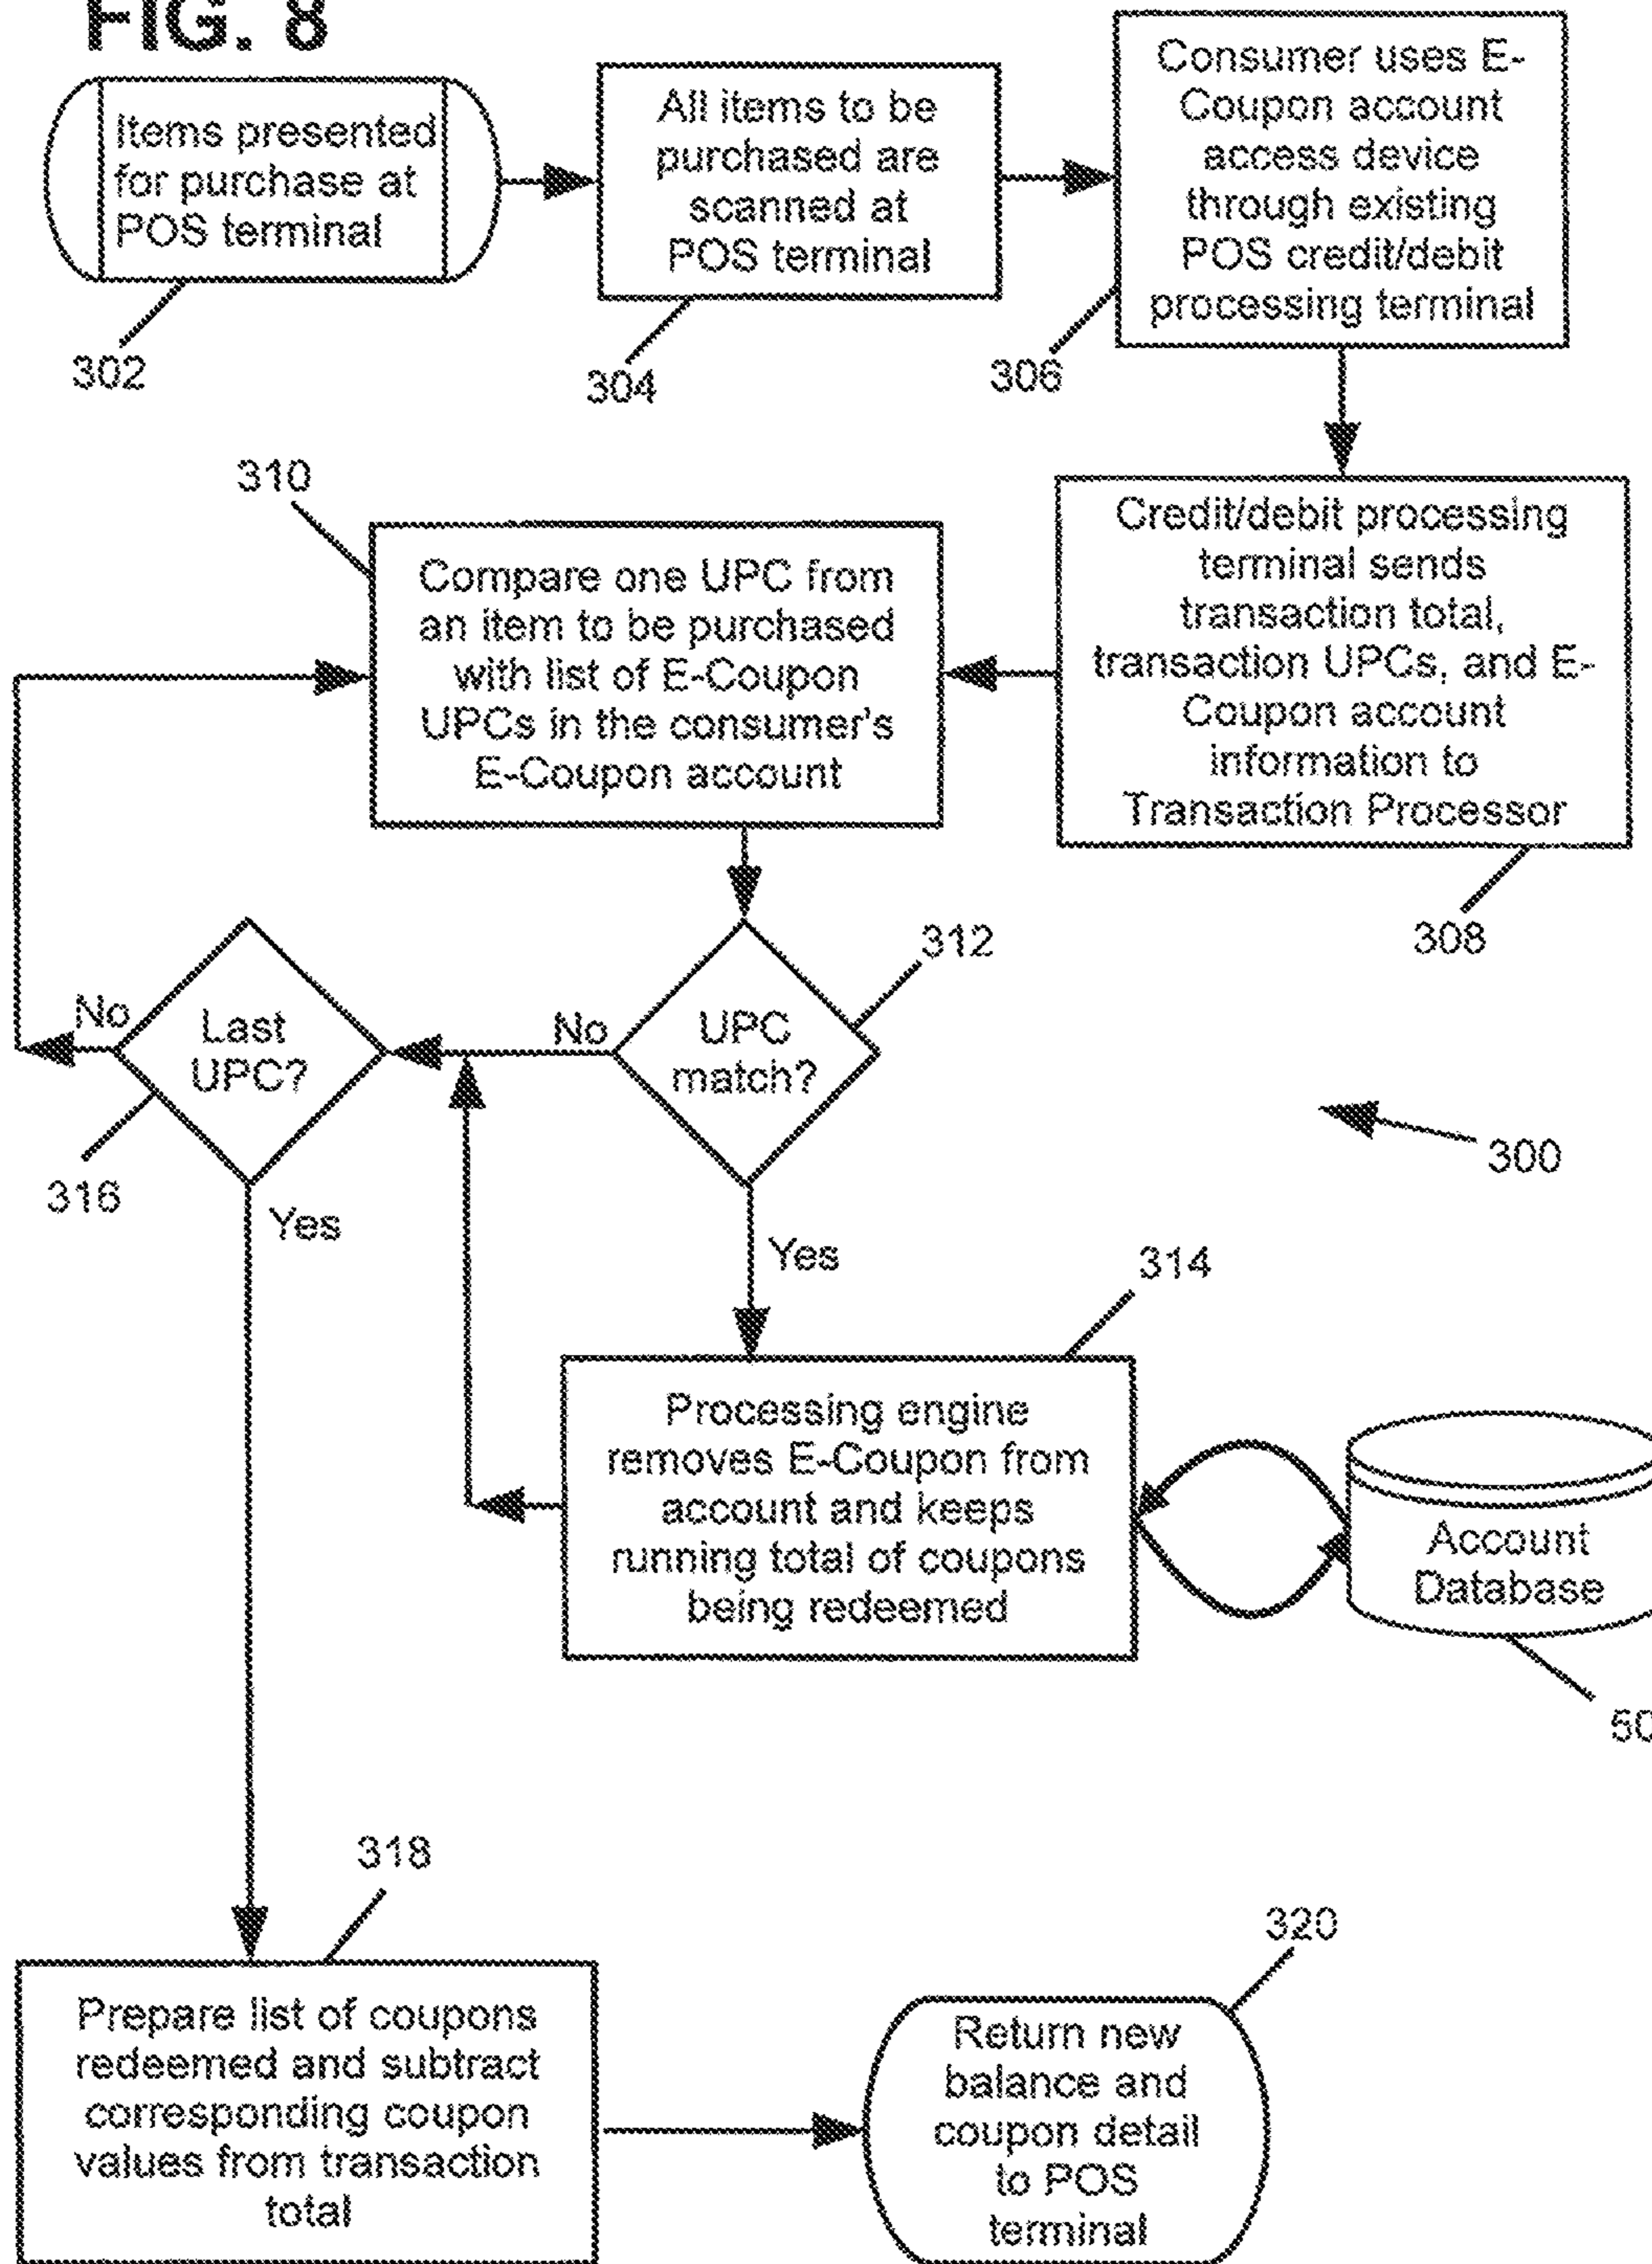 FIG. 8
Items presented
for purchase at
POS terminal
302
All items to be
purchased are
scanned at
POS terminal
304
Consumer uses E-
Coupon account
access device
through existing
POS credit/debit
processing terminal
306
Credit/debit processing
terminal sends
transaction total,
transaction UPCs, and E-
Coupon account
information to
Transaction Processor
308
310
Compare one UPC from
an item to be purchased
with list of E-Coupon
UPCs in the consumer's
E-Coupon account
312
UPC
match?
No
Yes
Last
UPC?
No
316
Yes
300
314
Processing engine
removes E-Coupon from
account and keeps
running total of coupons
being redeemed
Account
Database
318
Prepare list of coupons
redeemed and subtract
corresponding coupon
values from transaction
total
320
Return new
balance and
coupon detail
to POS
terminal